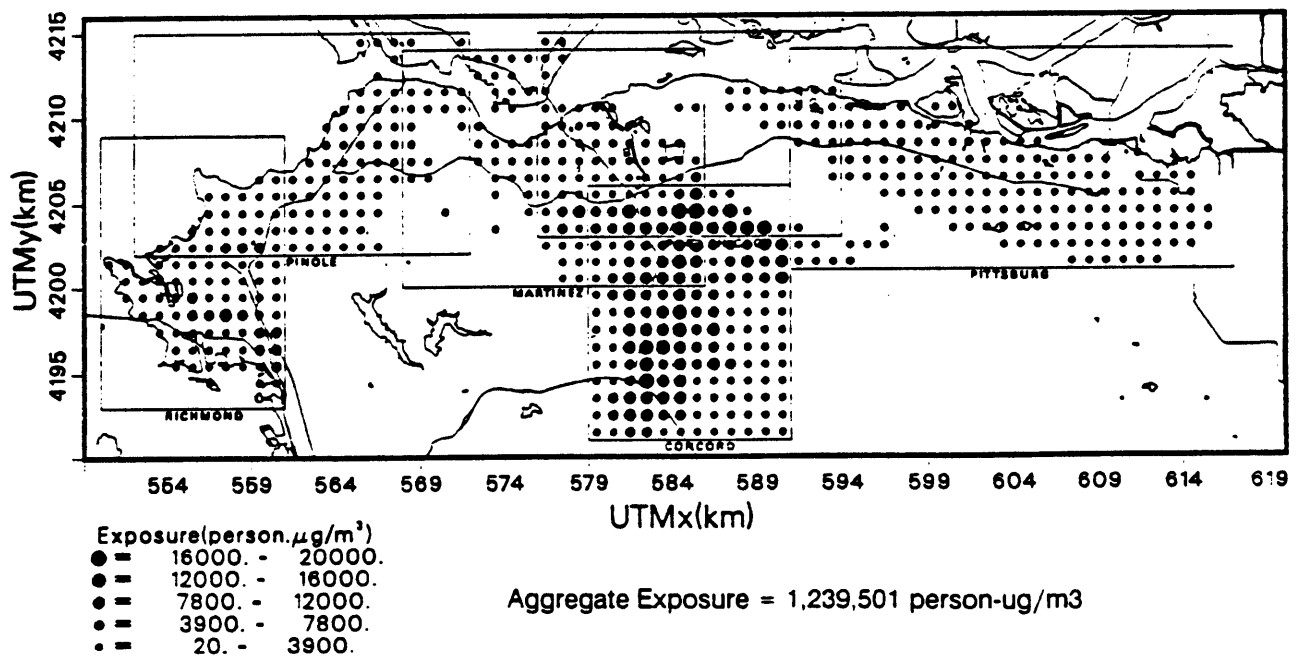 4215
4210
4205
4200
4195
UTMy(km)
PINOLE
MARTINEZ
PITTSBURG
RICHMOND
CONCORD
554 559 564 569 574 579 584 589 594 599 604 609 614 619
UTMx(km)
Exposure(person.μg/m³)
= 16000. - 20000.
= 12000. - 16000.
= 7800. - 12000.
= 3900. - 7800.
= 20. - 3900.
Aggregate Exposure = 1,239,501 person-ug/m3